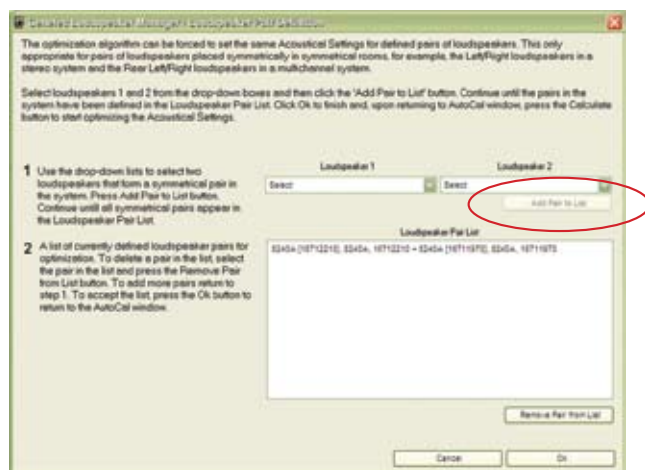 Genelec Loudspeaker Manager - Loudspeaker Pair Definition
The optimization algorithm can be forced to set the same Acoustical Settings for defined pairs of loudspeakers. This only
appropriate for pairs of loudspeakers placed symmetrically in symmetrical rooms, for example, the Left/Right loudspeakers in a
stereo system and the Rear Left/Right loudspeakers in a multichannel system.
Select loudspeakers 1 and 2 from the drop-down boxes and then click the 'Add Pair to List' button. Continue until the pairs in the
system have been defined in the Loudspeaker Pair List. Click Ok to finish and, upon returning to AutoCal window, press the Calculate
button to start optimizing the Acoustical Settings.
1 Use the drop-down lists to select two
loudspeakers that form a symmetrical pair in
the system. Press Add Pair to List button.
Continue until all symmetrical pairs appear in
the Loudspeaker Pair List.
Loudspeaker 1
Loudspeaker 2
Select
Select
Add Pair to List
2 A list of currently defined loudspeaker pairs for
optimization. To delete a pair in the list, select
the pair in the list and press the Remove Pair
from List button. To add more pairs return to
step 1. To accept the list, press the Ok button to
return to the AutoCal window.
Loudspeaker Pair List
8240A [16712210], 8240A, 16712210 + 8240A [16711970], 8240A, 16711970
Remove Pair from List
Cancel
Ok